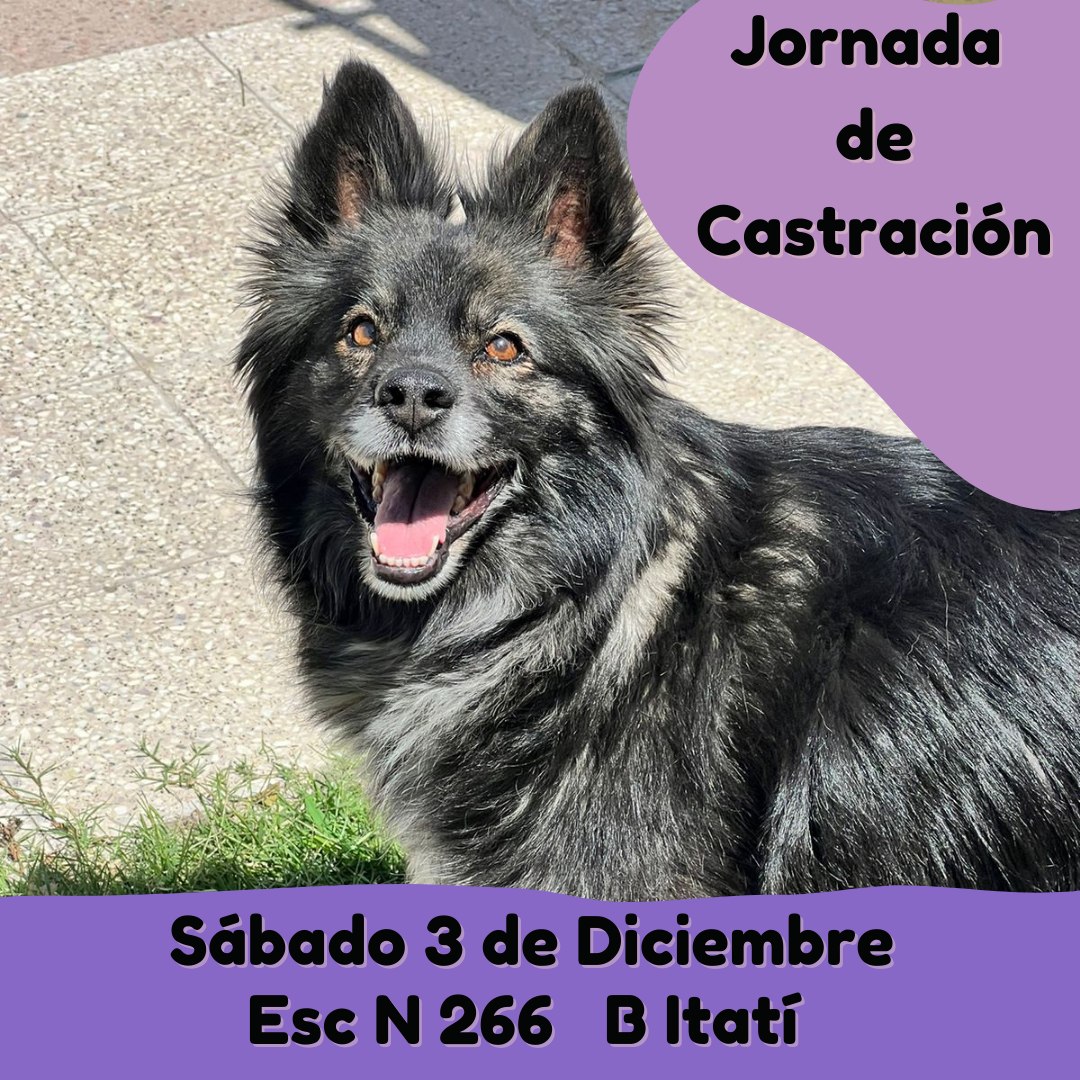 Jornada
de
Castración
Sábado 3 de Diciembre
Esc N 266 B Itatí